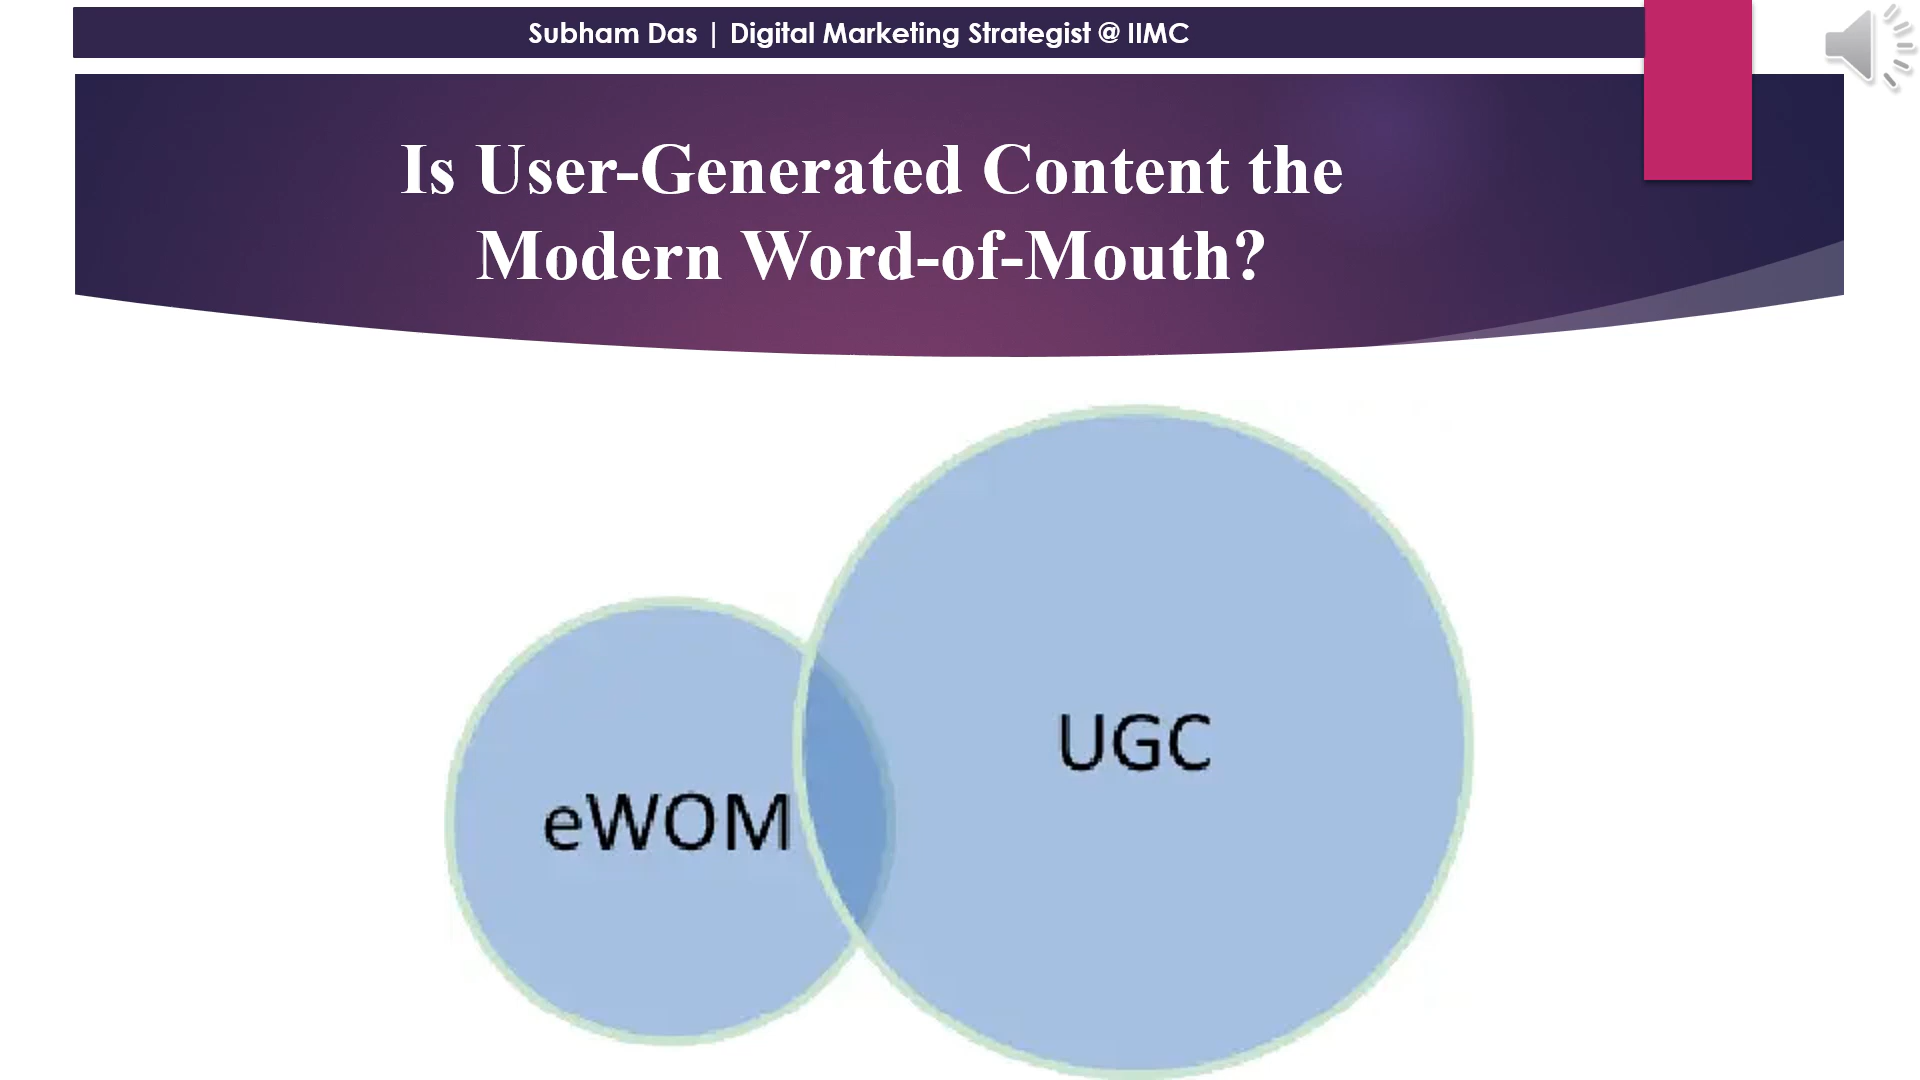 Subham Das | Digital Marketing Strategist @ IIMC
Is User-Generated Content the
Modern Word-of-Mouth?
UGC
eWOM